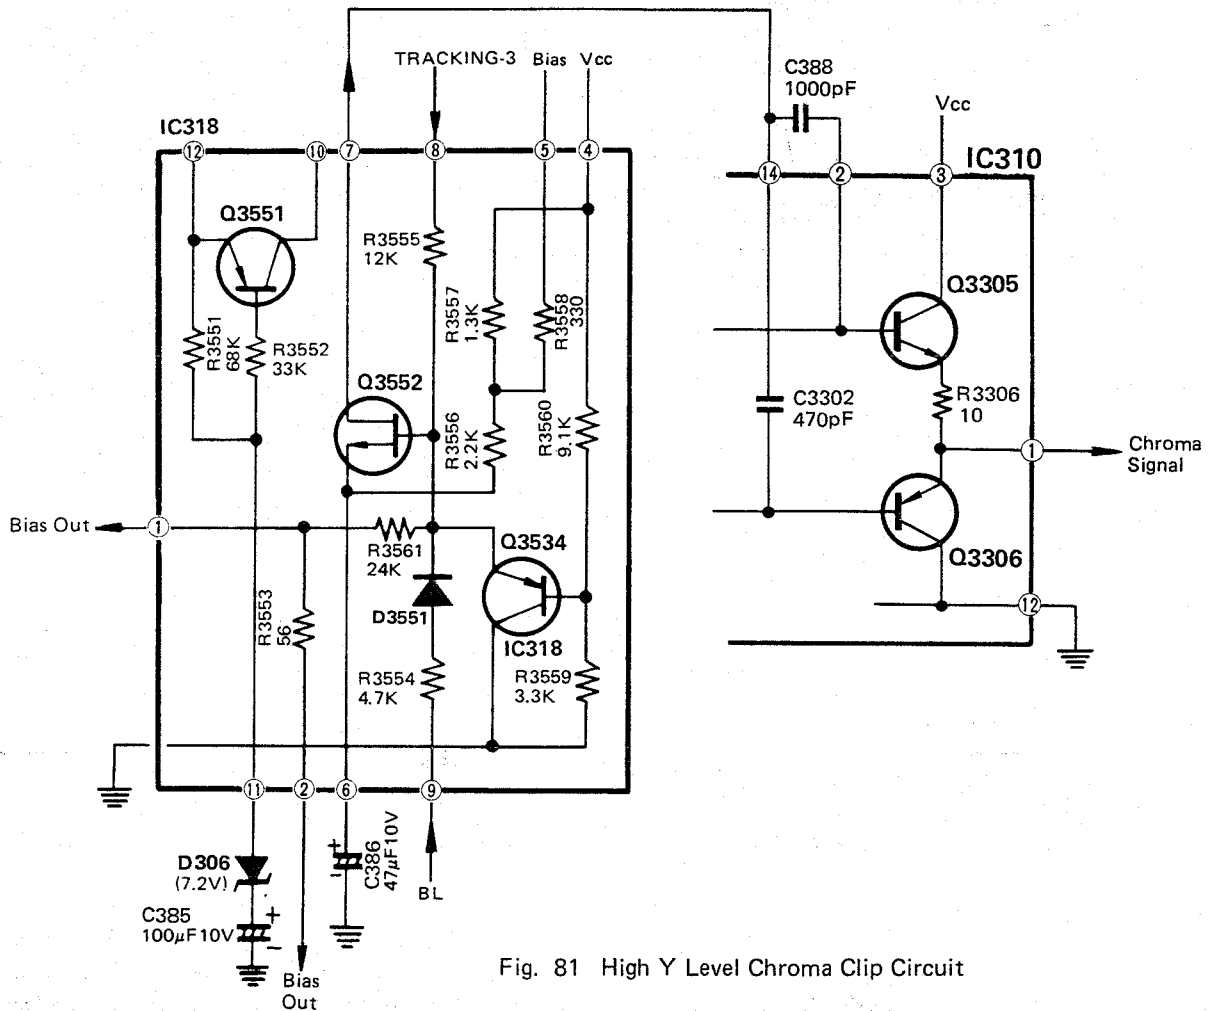 TRACKING-3
Bias
Vcc
C388
1000pF
Vcc
IC318
12
10
7
8
5
4
IC310
14
2
3
Q3551
R3555
12K
R3557
1.3K
R3558
330
Q3305
R3551
68K
R3552
33K
Q3552
R3556
2.2K
R3560
9.1K
C3302
470pF
R3306
10
1
Chroma
Signal
Bias Out
1
R3561
24K
Q3534
Q3306
R3553
56
D3551
IC318
12
R3554
4.7K
R3559
3.3K
11
2
6
9
D306
(7.2V)
+
-
C386
47μF10V
BL
C385
100μF10V
+
-
Bias
Out
Fig. 81 High Y Level Chroma Clip Circuit